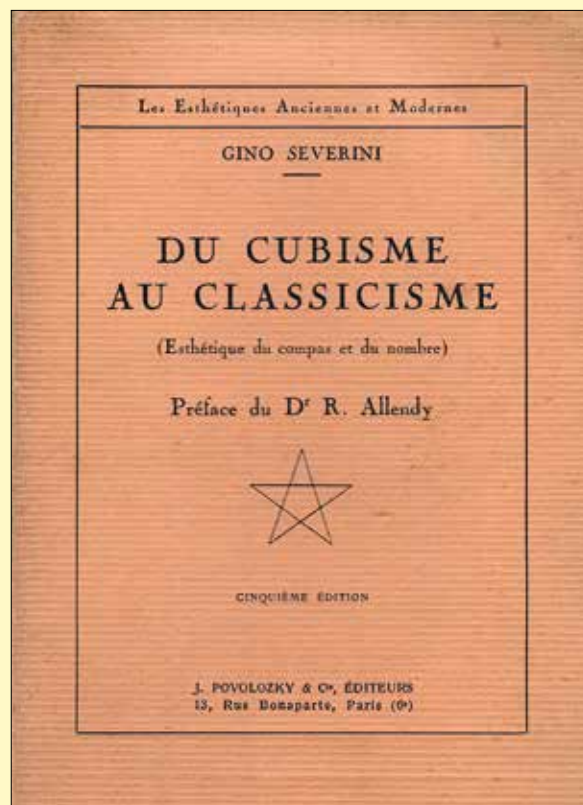 Les Esthétiques Anciennes et Modernes
GINO SEVERINI
DU CUBISME
AU CLASSICISME
(Esthétique du compas et du nombre)
Préface du Dr R. Allendy
CINQUIÈME ÉDITION
J. POVOLOZKY & Cie, ÉDITEURS
13, Rue Bonaparte, Paris (6e)